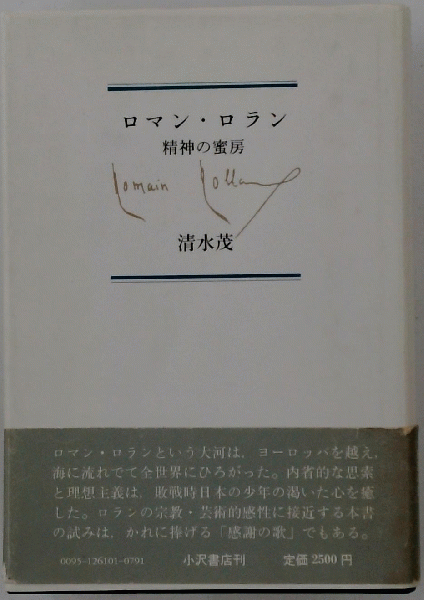 ロマン・ロラン
精神の蜜房
Romain Rolland
清水茂
ロマン・ロランという大河は、ヨーロッパを越え、
海に流れでて全世界にひろがった。内省的な思索
と理想主義は、敗戦時日本の少年の渇いた心を癒
した。ロランの宗教・芸術的感性に接近する本書
の試みは、かれに捧げる「感謝の歌」でもある。
0095-126101-0791 小沢書店刊 定価 2500円